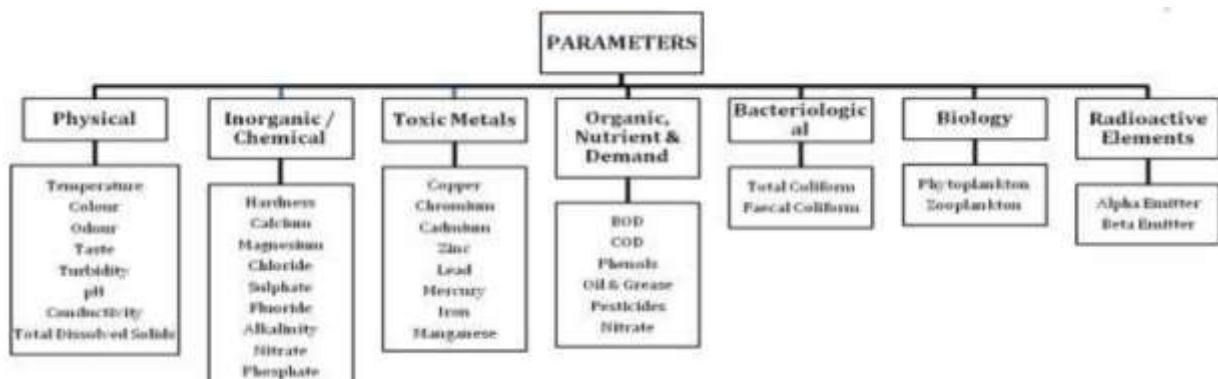 PARAMETERS
Physical
Temperature
Colour
Odour
Taste
Turbidity
pH
Conductivity
Total Dissolved Solids
Inorganic /
Chemical
Hardness
Calcium
Magnesium
Chloride
Sulphate
Fluoride
Alkalinity
Nitrate
Phosphate
Toxic Metals
Copper
Chromium
Cadmium
Zinc
Lead
Mercury
Iron
Manganese
Organic,
Nutrient &
Demand
BOD
COD
Phenols
Oil & Grease
Pesticides
Nitrate
Bacteriologic
al
Total Coliform
Faecal Coliform
Biology
Phytoplankton
Zooplankton
Radioactive
Elements
Alpha Emitter
Beta Emitter